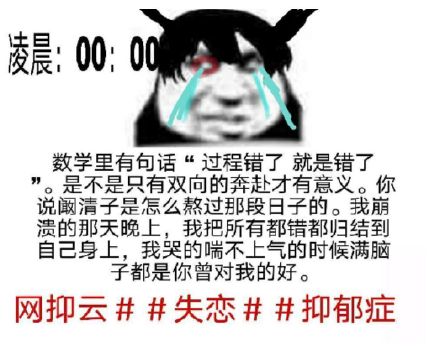 凌晨：00：00
数学里有句话“ 过程错了 就是错了
”。是不是只有双向的奔赴才有意义。你
说阚清子是怎么熬过那段日子的。我崩
溃的那天晚上，我把所有都错都归结到
自己身上，我哭的喘不上气的时候满脑
子都是你曾对我的好。
网抑云＃＃失恋＃＃抑郁症